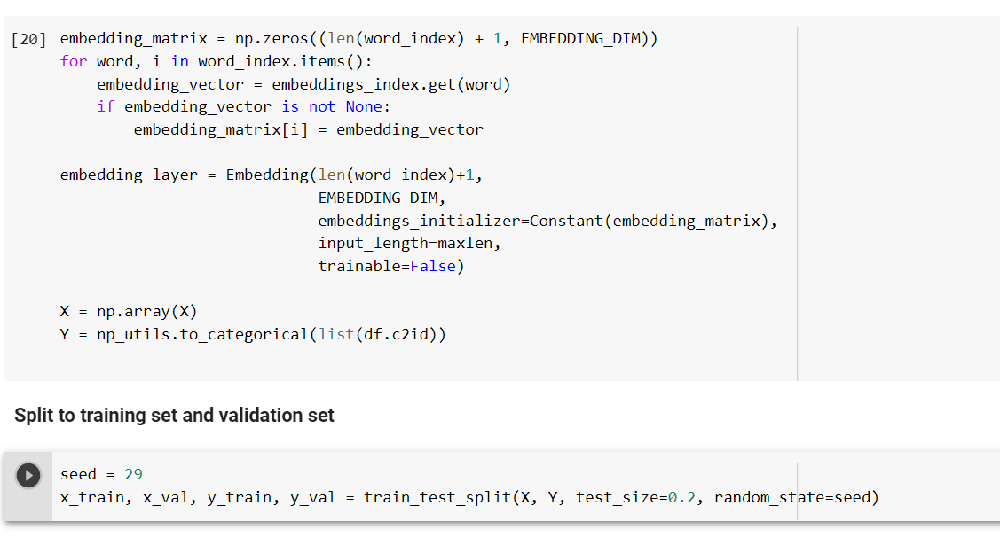 [20] embedding_matrix = np.zeros((len(word_index) + 1, EMBEDDING_DIM))
for word, i in word_index.items():
    embedding_vector = embeddings_index.get(word)
    if embedding_vector is not None:
        embedding_matrix[i] = embedding_vector
embedding_layer = Embedding(len(word_index)+1,
                            EMBEDDING_DIM,
                            embeddings_initializer=Constant(embedding_matrix),
                            input_length=maxlen,
                            trainable=False)
X = np.array(X)
Y = np_utils.to_categorical(list(df.c2id))
Split to training set and validation set
seed = 29
x_train, x_val, y_train, y_val = train_test_split(X, Y, test_size=0.2, random_state=seed)